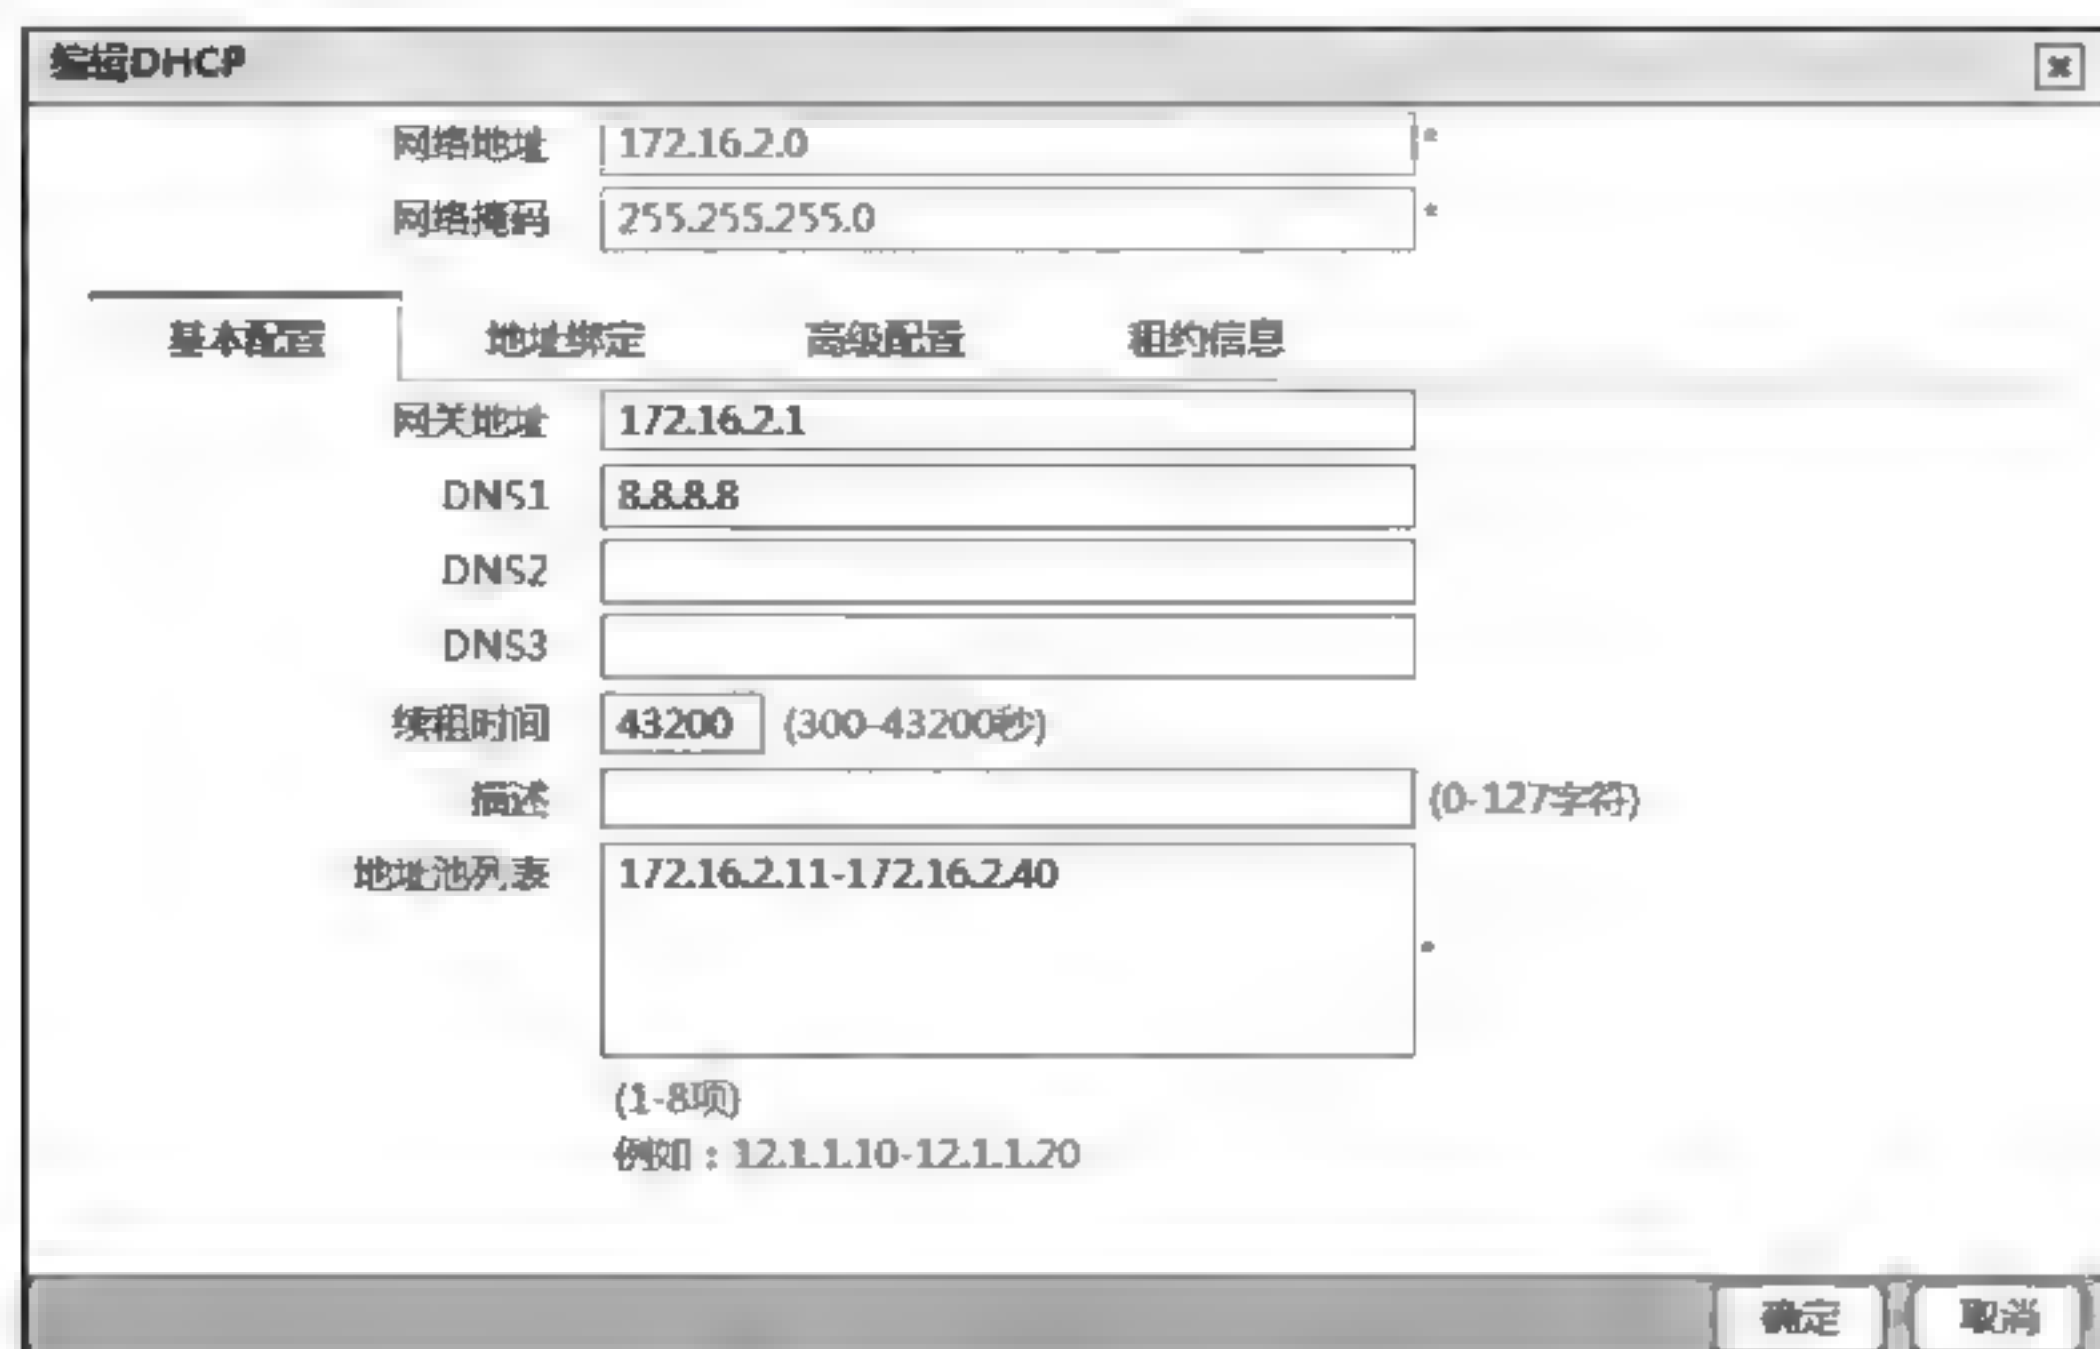 编辑DHCP
网络地址 172.16.2.0 *
网络掩码 255.255.255.0 *
基本配置 地址绑定 高级配置 租约信息
网关地址 172.16.2.1
DNS1 8.8.8.8
DNS2
DNS3
续租时间 43200 (300-43200秒)
描述 (0-127字符)
地址池列表 172.16.2.11-172.16.2.40
*
(1-8项)
例如：12.1.1.10-12.1.1.20
确定 取消